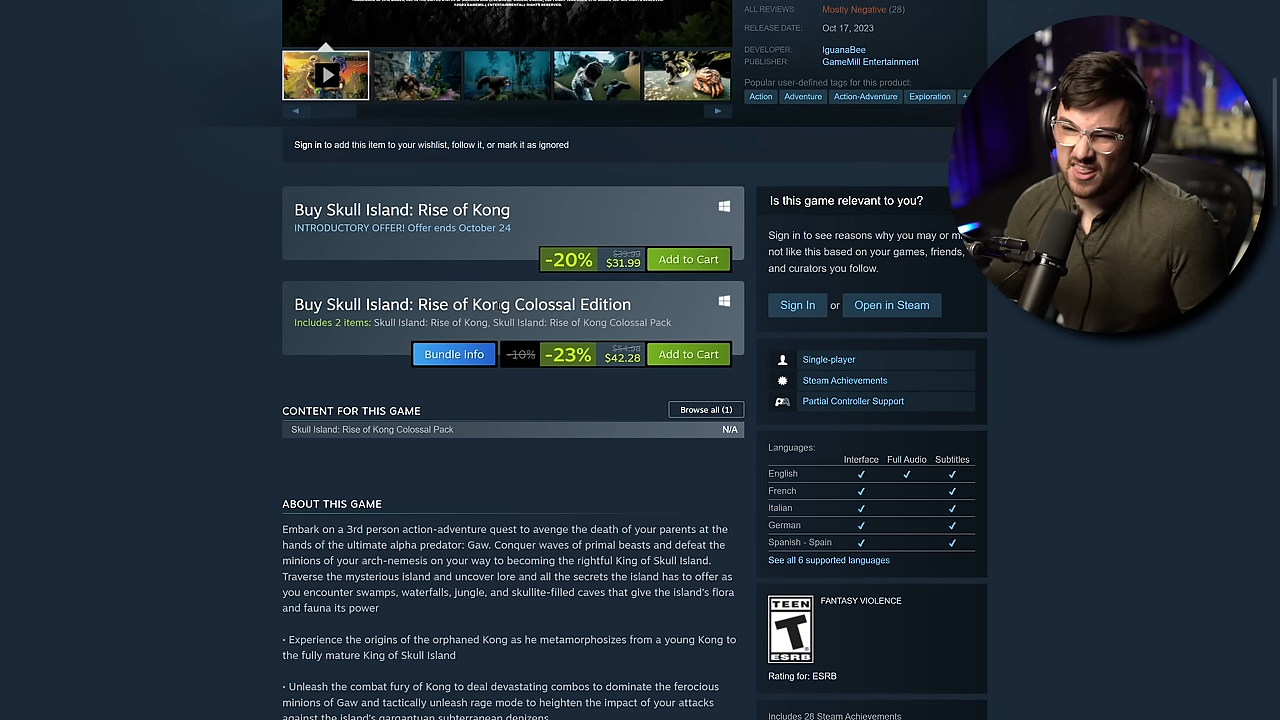 ALL REVIEWS: Mostly Negative (28)
RELEASE DATE: Oct 17, 2023
DEVELOPER: IguanaBee
PUBLISHER: GameMill Entertainment
Popular user-defined tags for this product:
Action Adventure Action-Adventure Exploration +
Sign in to add this item to your wishlist, follow it, or mark it as ignored
Buy Skull Island: Rise of Kong
INTRODUCTORY OFFER! Offer ends October 24
-20% $39.99 $31.99 Add to Cart
Buy Skull Island: Rise of Kong Colossal Edition
Includes 2 items: Skull Island: Rise of Kong, Skull Island: Rise of Kong Colossal Pack
Bundle info -10% -23% $54.98 $42.28 Add to Cart
CONTENT FOR THIS GAME Browse all (1)
Skull Island: Rise of Kong Colossal Pack N/A
ABOUT THIS GAME
Embark on a 3rd person action-adventure quest to avenge the death of your parents at the
hands of the ultimate alpha predator: Gaw. Conquer waves of primal beasts and defeat the
minions of your arch-nemesis on your way to becoming the rightful King of Skull Island.
Traverse the mysterious island and uncover lore and all the secrets the island has to offer as
you encounter swamps, waterfalls, jungle, and skullite-filled caves that give the island's flora
and fauna its power
• Experience the origins of the orphaned Kong as he metamorphosizes from a young Kong to
the fully mature King of Skull Island
• Unleash the combat fury of Kong to deal devastating combos to dominate the ferocious
minions of Gaw and tactically unleash rage mode to heighten the impact of your attacks
against the island's gargantuan subterranean denizens
Is this game relevant to you?
Sign in to see reasons why you may or m
not like this based on your games, friends,
and curators you follow.
Sign In or Open in Steam
Single-player
Steam Achievements
Partial Controller Support
Languages:
Interface Full Audio Subtitles
English ✓ ✓ ✓
French ✓ ✓
Italian ✓ ✓
German ✓ ✓
Spanish - Spain ✓ ✓
See all 6 supported languages
TEEN
T
ESRB
FANTASY VIOLENCE
Rating for: ESRB
Includes 28 Steam Achievements